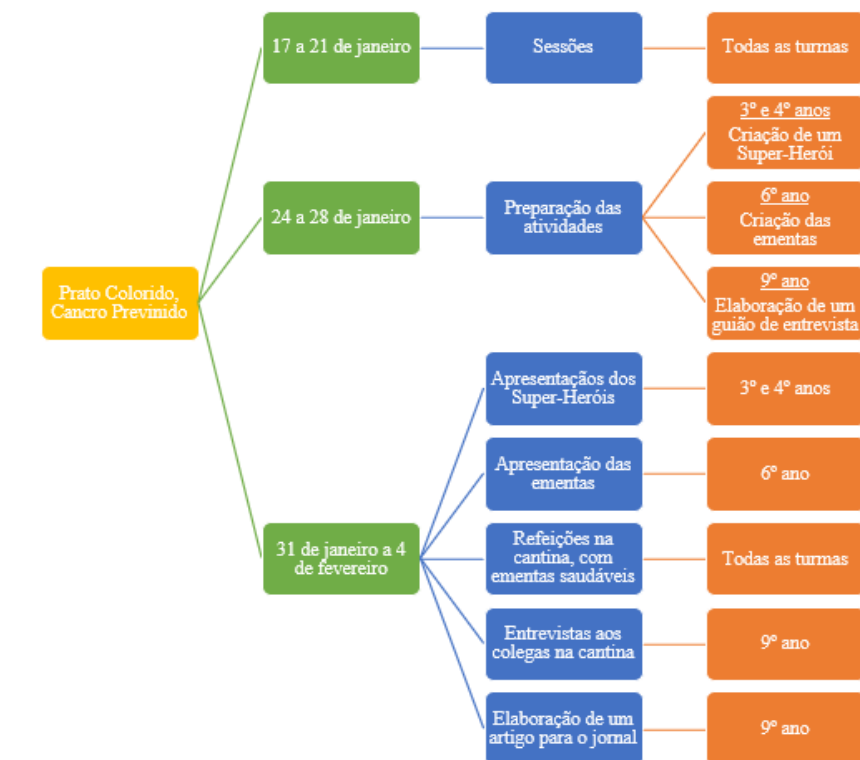 Prato Colorido,
Cancro Previnido
17 a 21 de janeiro
Sessões
Todas as turmas
24 a 28 de janeiro
Preparação das
atividades
3º e 4º anos
Criação de um
Super-Herói
6º ano
Criação das
ementas
9º ano
Elaboração de um
guião de entrevista
31 de janeiro a 4
de fevereiro
Apresentaçãos dos
Super-Heróis
3º e 4º anos
Apresentação das
ementas
6º ano
Refeições na
cantina, com
ementas saudáveis
Todas as turmas
Entrevistas aos
colegas na cantina
9º ano
Elaboração de um
artigo para o jornal
9º ano